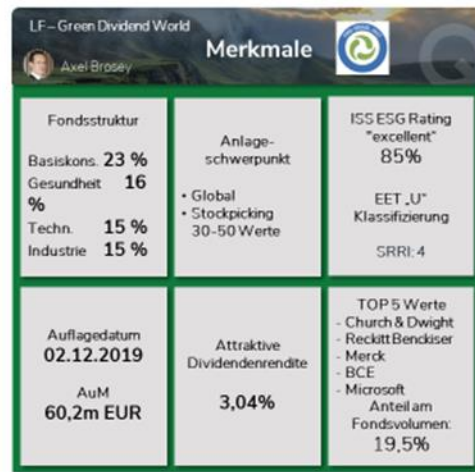 LF – Green Dividend World
Merkmale
Axel Brosey
Fondsstruktur
Basiskons. 23 %
Gesundheit 16
%
Techn. 15 %
Industrie 15 %
Anlage-
schwerpunkt
• Global
• Stockpicking
30-50 Werte
ISS ESG Rating
"excellent"
85%
EET „U"
Klassifizierung
SRRI: 4
Auflagedatum
02.12.2019
AuM
60,2m EUR
Attraktive
Dividendenrendite
3,04%
TOP 5 Werte
- Church & Dwight
- Reckitt Benckiser
- Merck
- BCE
- Microsoft
Anteil am
Fondsvolumen:
19,5%